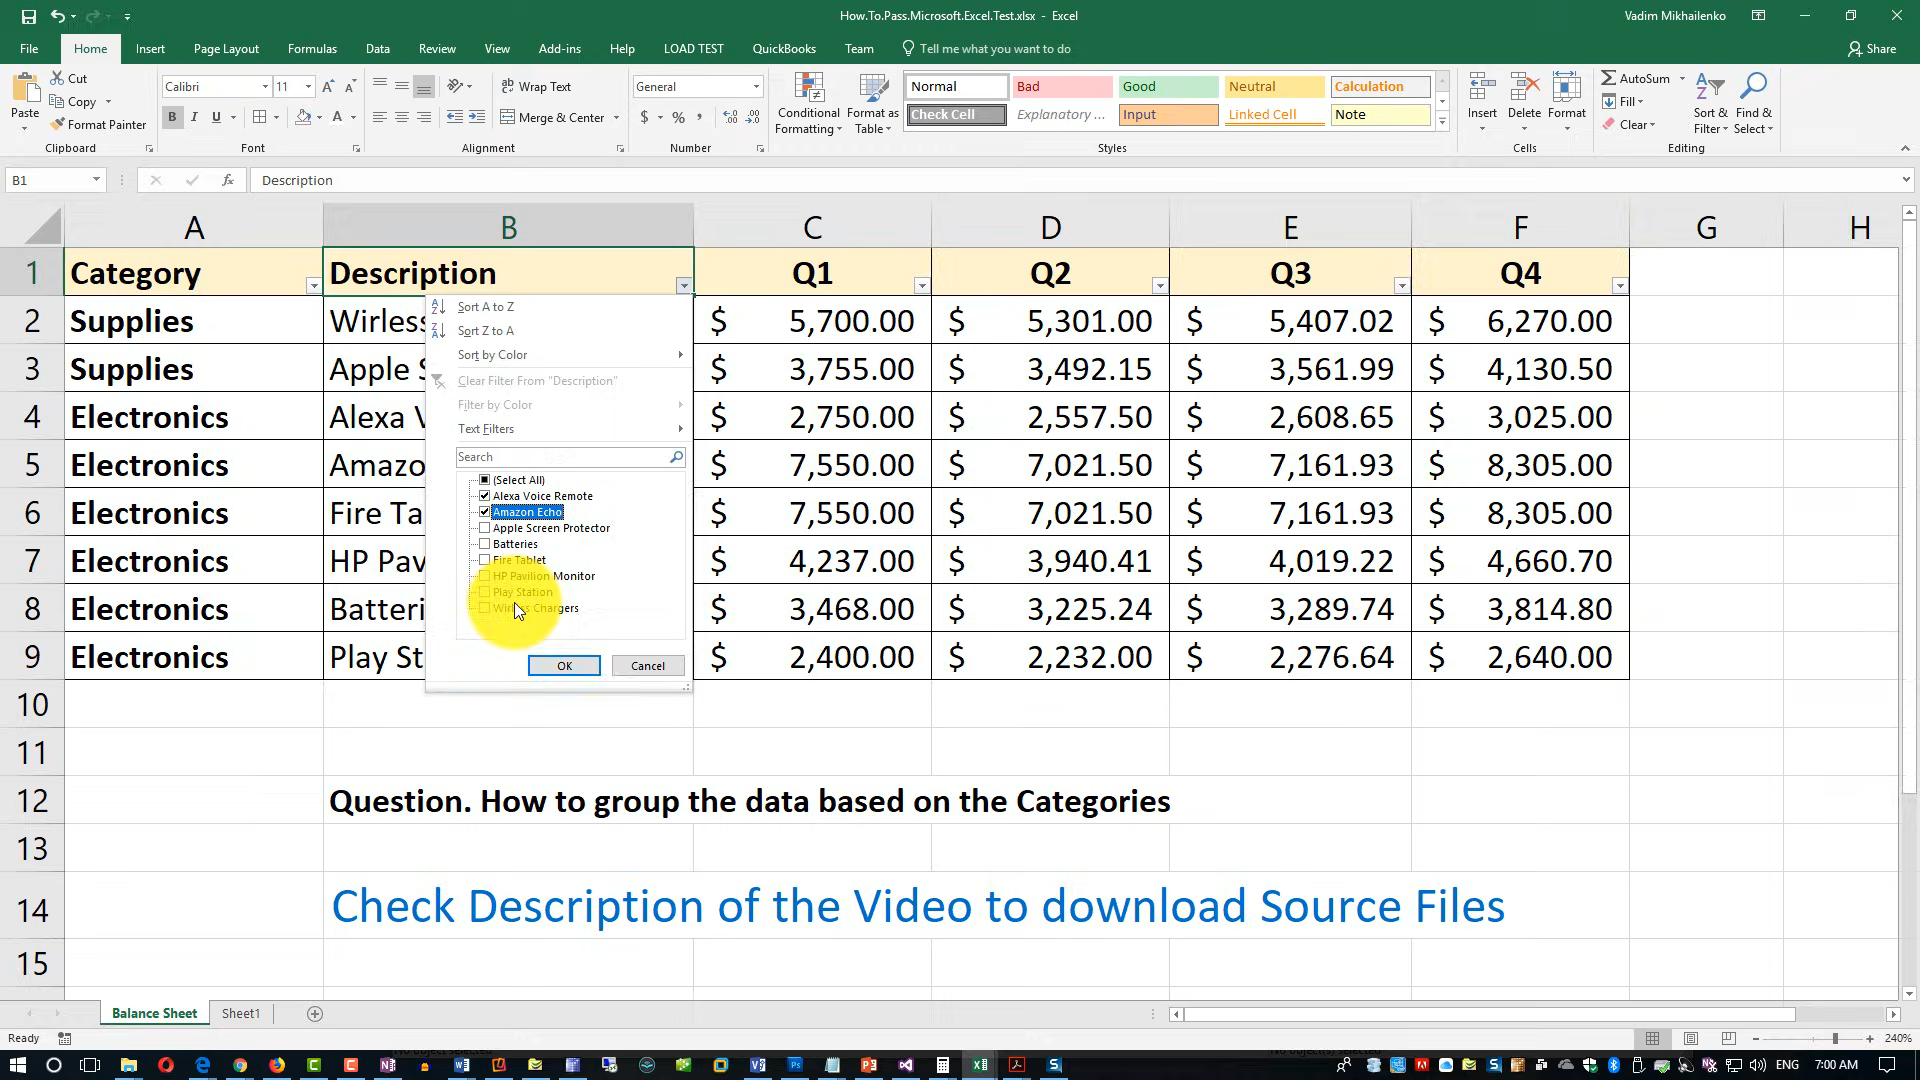 How.To.Pass.Microsoft.Excel.Test.xlsx - Excel
Vadim Mikhailenko
File Home Insert Page Layout Formulas Data Review View Add-ins Help LOAD TEST QuickBooks Team Tell me what you want to do Share
Paste
Cut
Copy
Format Painter
Calibri 11
B I U
Wrap Text
Merge & Center
General
$ % ,
Conditional Formatting
Format as Table
Normal Bad Good Neutral Calculation
Check Cell Explanatory ... Input Linked Cell Note
Insert Delete Format
AutoSum
Fill
Clear
Sort & Filter
Find & Select
Clipboard Font Alignment Number Styles Cells Editing
B1 fx Description
A B C D E F G H
1 Category Description Q1 Q2 Q3 Q4
2 Supplies $ 5,700.00 $ 5,301.00 $ 5,407.02 $ 6,270.00
3 Supplies Apple $ 3,755.00 $ 3,492.15 $ 3,561.99 $ 4,130.50
4 Electronics Alexa $ 2,750.00 $ 2,557.50 $ 2,608.65 $ 3,025.00
5 Electronics Amazo $ 7,550.00 $ 7,021.50 $ 7,161.93 $ 8,305.00
6 Electronics Fire Ta $ 7,550.00 $ 7,021.50 $ 7,161.93 $ 8,305.00
7 Electronics HP Pav $ 4,237.00 $ 3,940.41 $ 4,019.22 $ 4,660.70
8 Electronics Batteri $ 3,468.00 $ 3,225.24 $ 3,289.74 $ 3,814.80
9 Electronics Play St $ 2,400.00 $ 2,232.00 $ 2,276.64 $ 2,640.00
Sort A to Z
Sort Z to A
Sort by Color
Clear Filter From "Description"
Filter by Color
Text Filters
Search
(Select All)
Alexa Voice Remote
Amazon Echo
Apple Screen Protector
Batteries
Fire Tablet
HP Pavilion Monitor
Play Station
Wirless Chargers
OK Cancel
10
11
12 Question. How to group the data based on the Categories
13
14 Check Description of the Video to download Source Files
15
Balance Sheet Sheet1
Ready 240%
ENG 7:00 AM